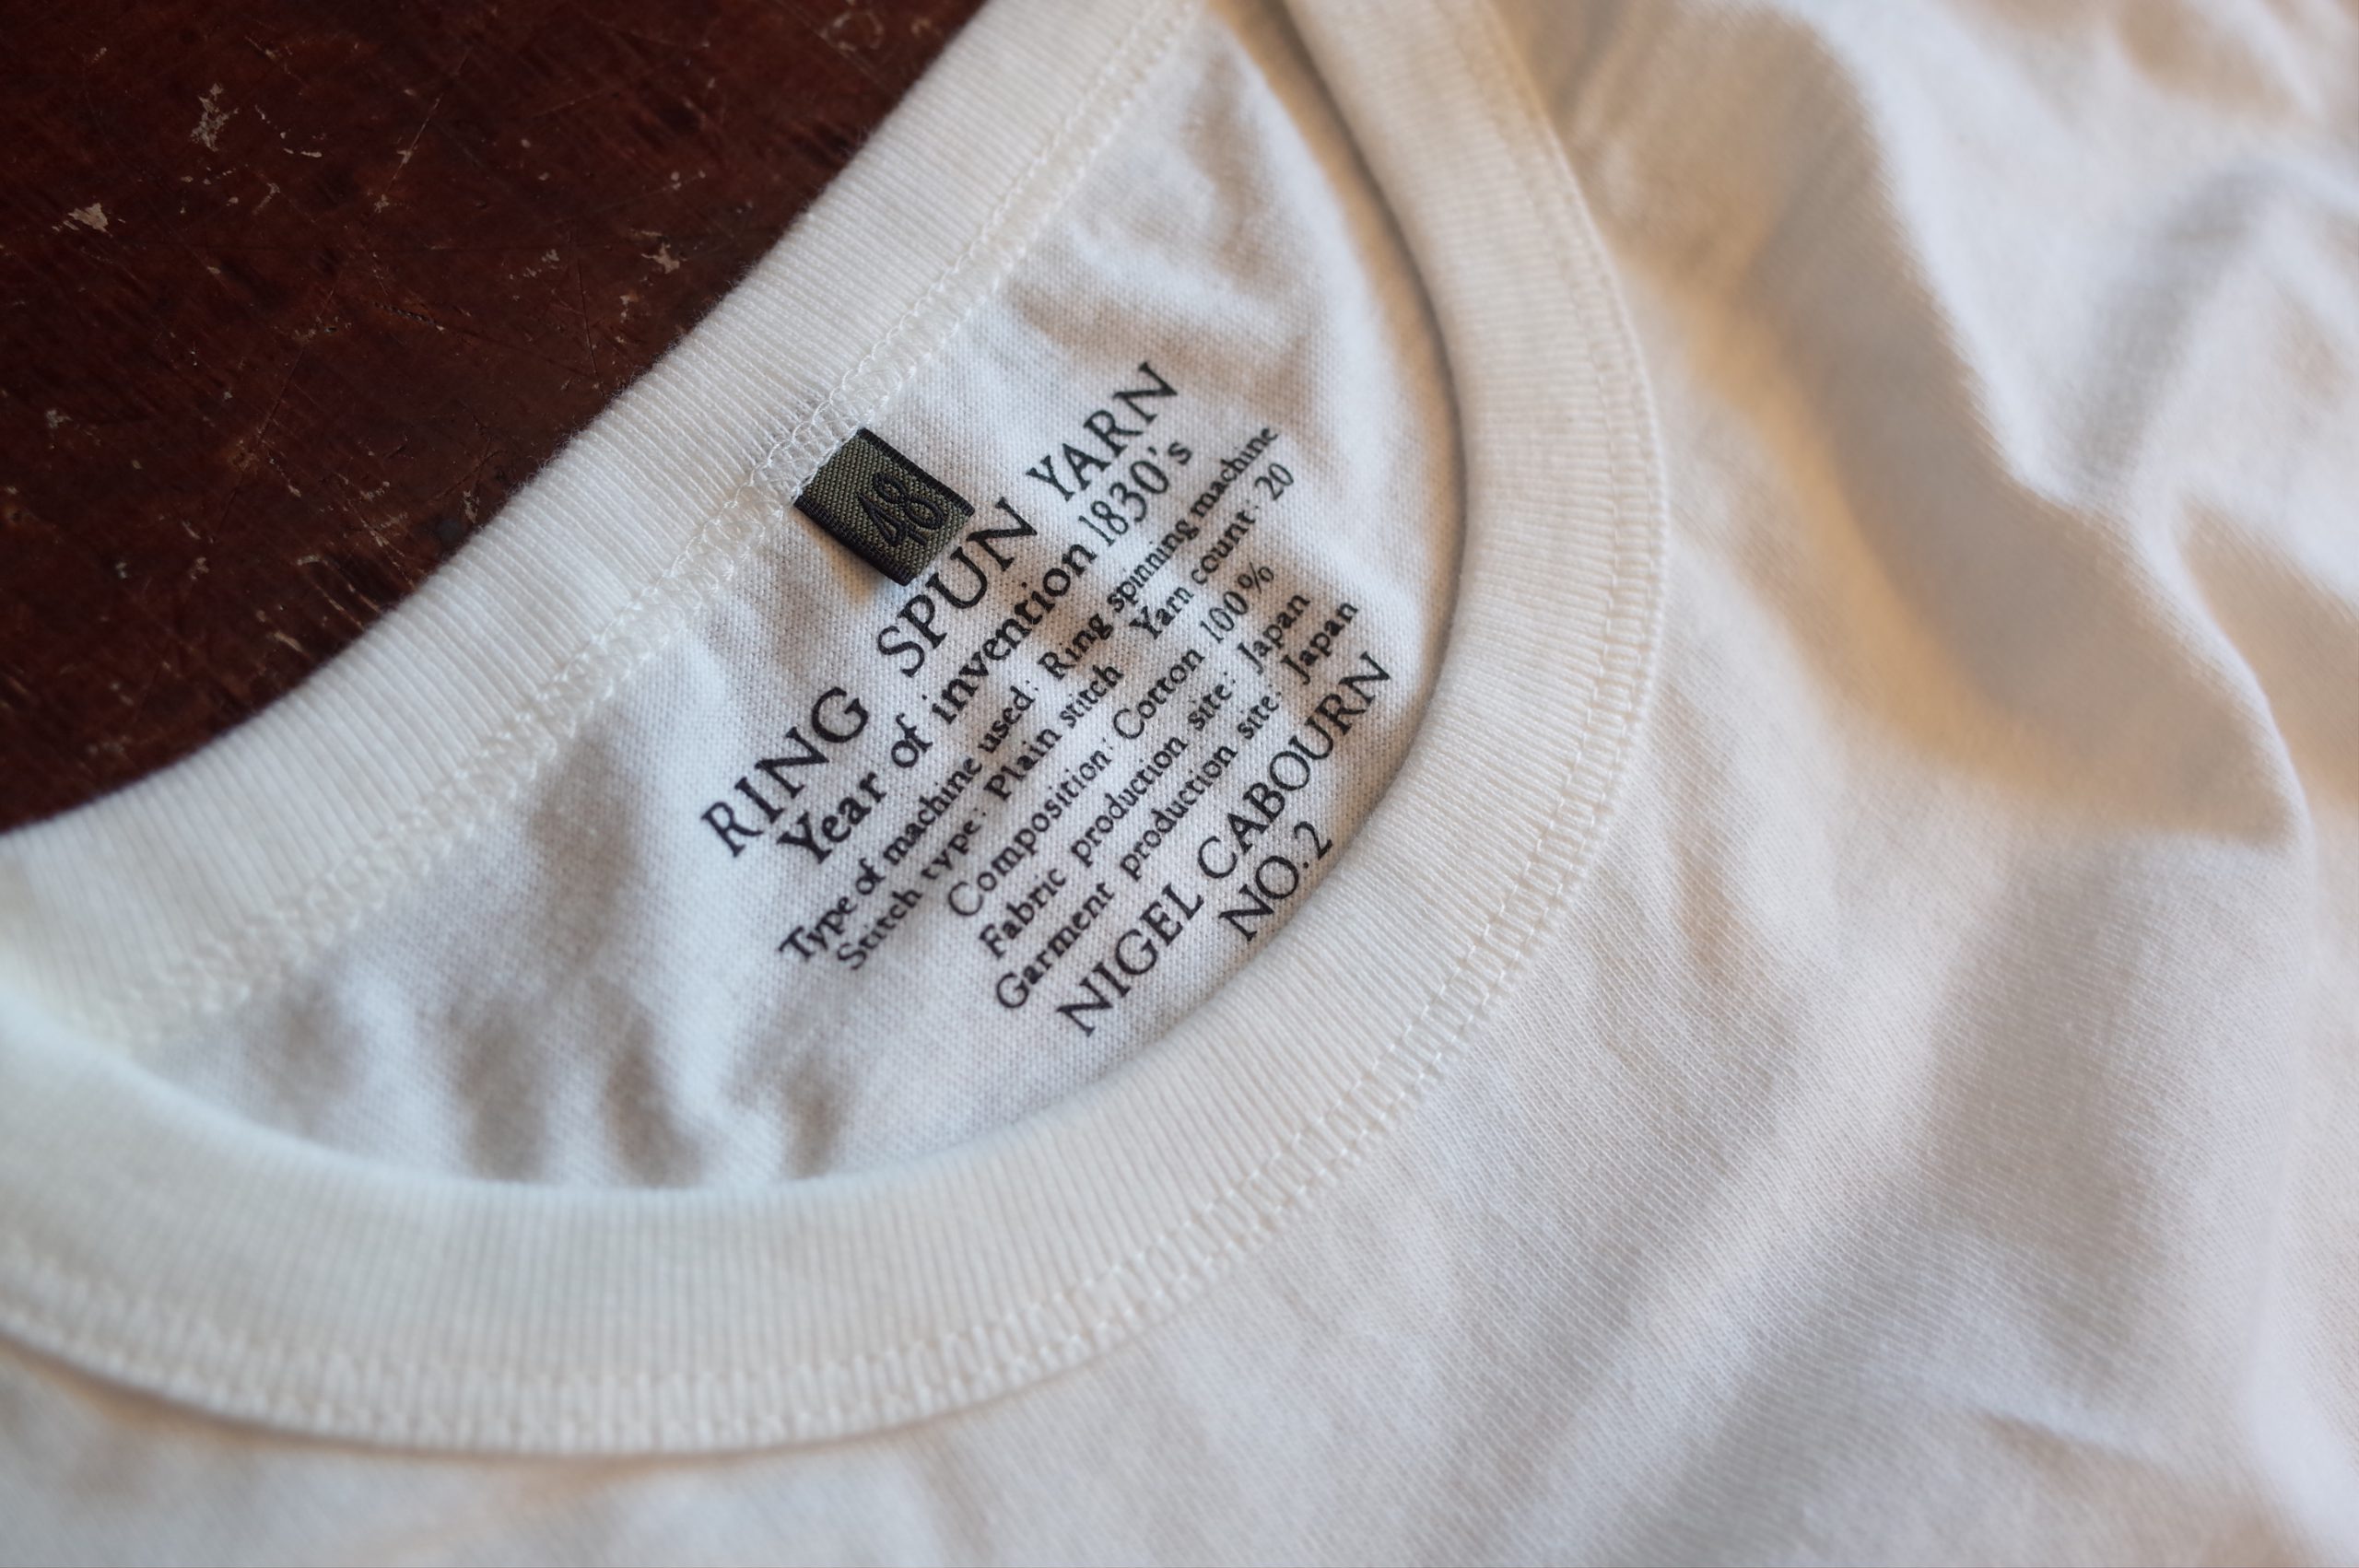 48
RING SPUN YARN
Year of invention 1830's
Type of machine used: Ring spinning machine
Stitch type: Plain stitch Yarn count: 20
Composition: Cotton 100%
Fabric production site: Japan
Garment production site: Japan
NIGEL CABOURN
NO.2